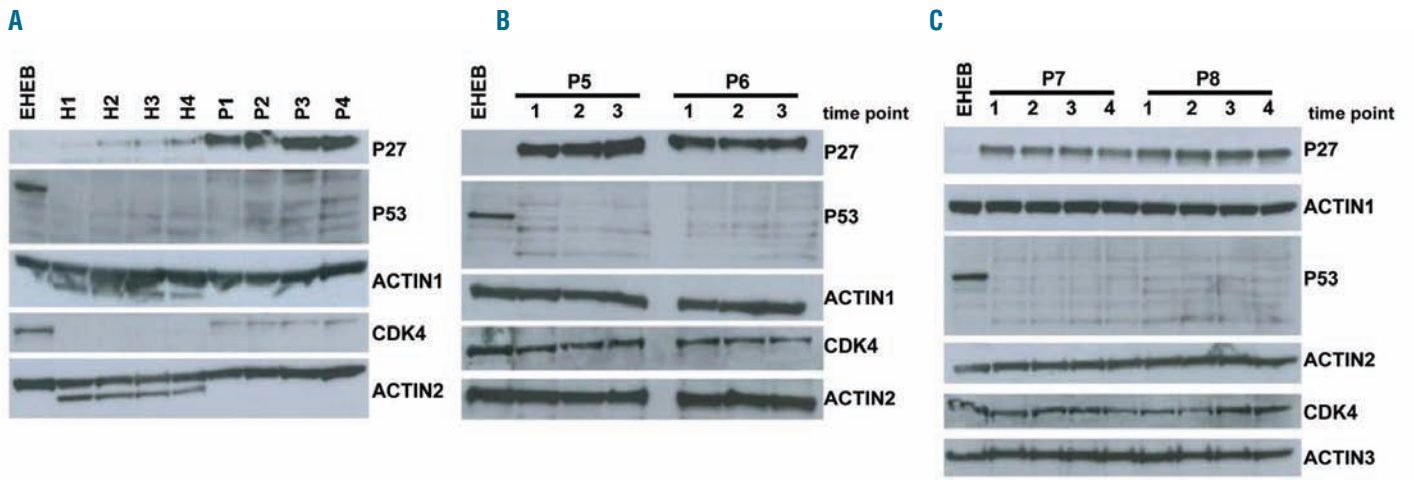 A
EHEB H1 H2 H3 H4 P1 P2 P3 P4
P27
P53
ACTIN1
CDK4
ACTIN2
B
EHEB P5 P6
1 2 3 1 2 3 time point
P27
P53
ACTIN1
CDK4
ACTIN2
C
EHEB P7 P8
1 2 3 4 1 2 3 4 time point
P27
ACTIN1
P53
ACTIN2
CDK4
ACTIN3